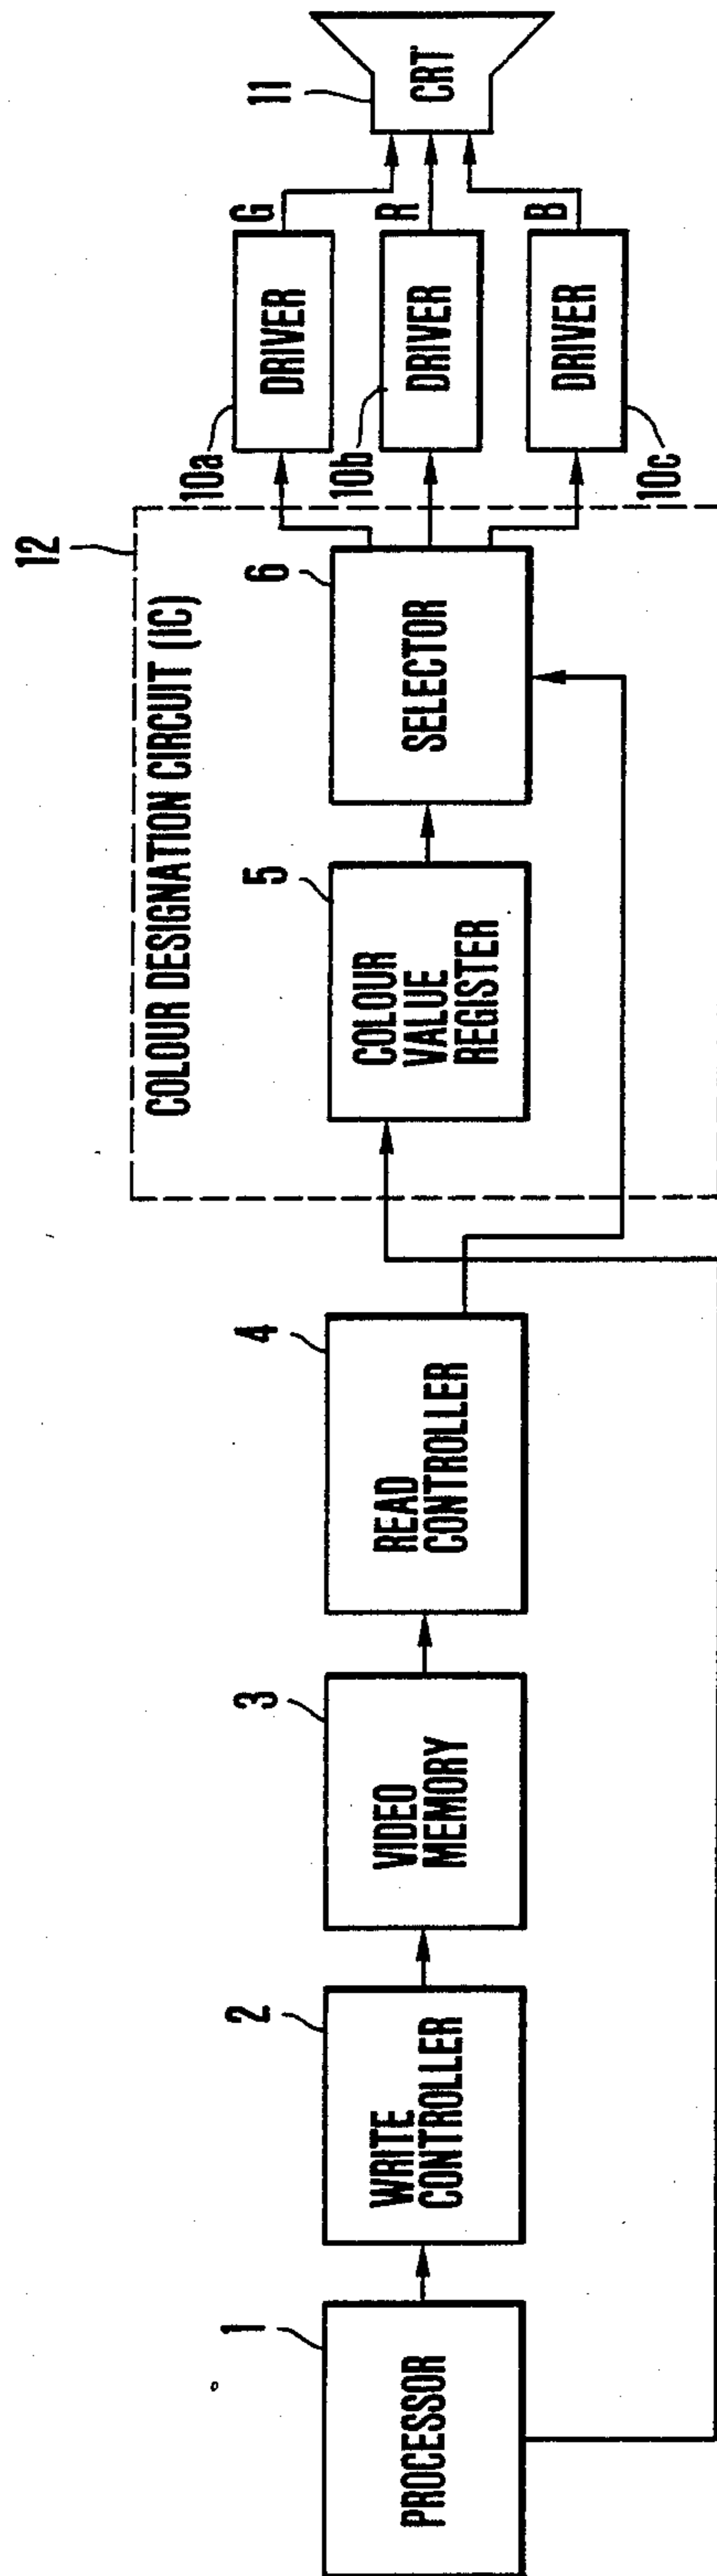 1
PROCESSOR
2
WRITE
CONTROLLER
3
VIDEO
MEMORY
4
READ
CONTROLLER
12
COLOUR DESIGNATION CIRCUIT (IC)
5
COLOUR
VALUE
REGISTER
6
SELECTOR
10a
DRIVER
G
10b
DRIVER
R
10c
DRIVER
B
11
CRT